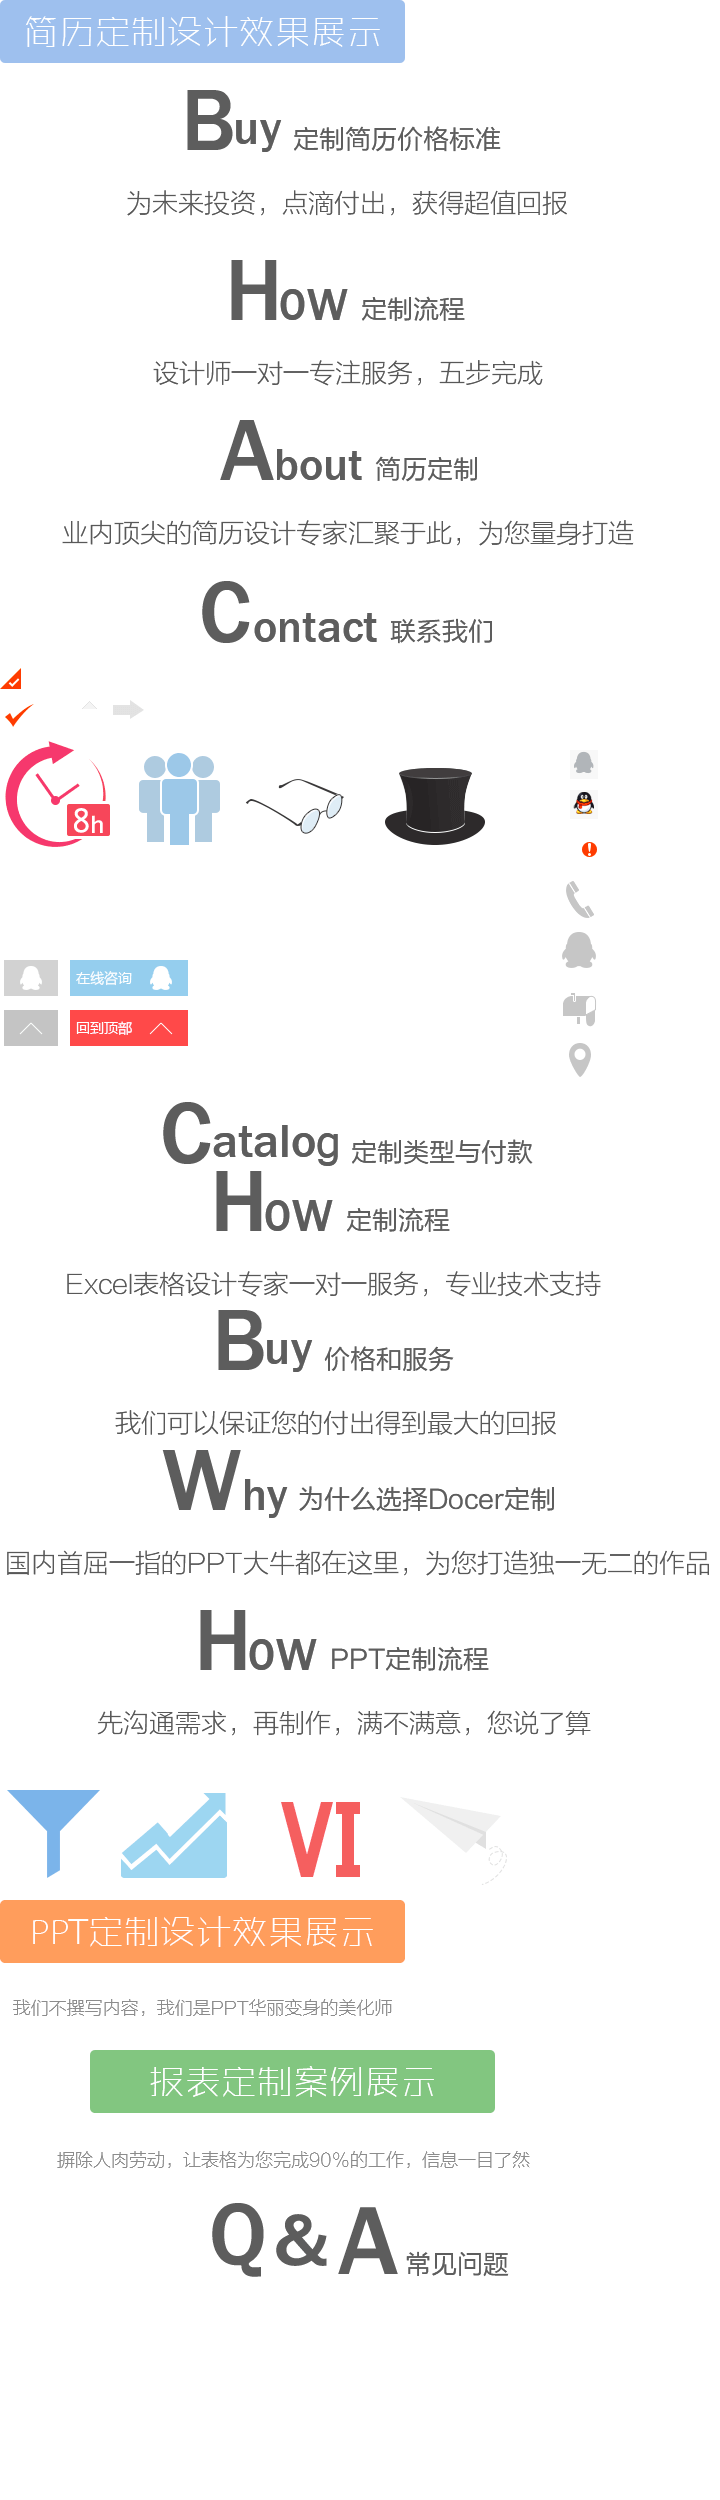 简历定制设计效果展示
Buy 定制简历价格标准
为未来投资，点滴付出，获得超值回报
How 定制流程
设计师一对一专注服务，五步完成
About 简历定制
业内顶尖的简历设计专家汇聚于此，为您量身打造
Contact 联系我们
8h
在线咨询
回到顶部
Catalog 定制类型与付款
How 定制流程
Excel表格设计专家一对一服务，专业技术支持
Buy 价格和服务
我们可以保证您的付出得到最大的回报
Why 为什么选择Docer定制
国内首屈一指的PPT大牛都在这里，为您打造独一无二的作品
How PPT定制流程
先沟通需求，再制作，满不满意，您说了算
VI
PPT定制设计效果展示
我们不撰写内容，我们是PPT华丽变身的美化师
报表定制案例展示
摒除人肉劳动，让表格为您完成90%的工作，信息一目了然
Q&A 常见问题